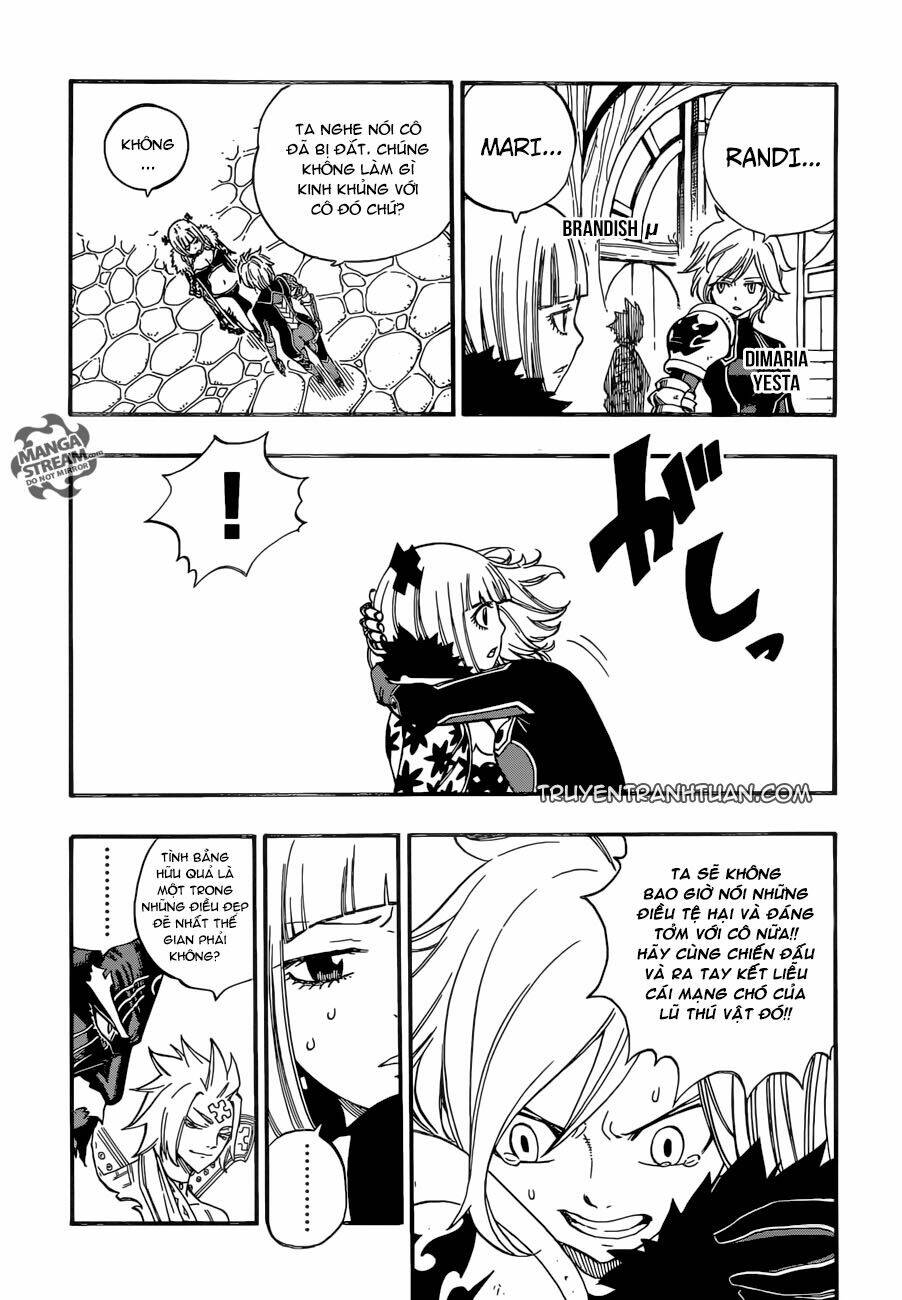 RANDI...
MARI...
BRANDISH μ
DIMARIA
YESTA
TA NGHE NÓI CÔ
ĐÃ BỊ ĐẤT. CHÚNG
KHÔNG LÀM GÌ
KINH KHỦNG VỚI
CÔ ĐÓ CHỨ?
KHÔNG
...
MANGA
STREAM.com
DO NOT MIRROR
ガ
シッ
!
TRUYENTRANHTUAN.COM
TA SẼ KHÔNG
BAO GIỜ NÓI NHỮNG
ĐIỀU TỆ HẠI VÀ ĐÁNG
TỞM VỚI CÔ NỮA!!
HÃY CÙNG CHIẾN ĐẤU
VÀ RA TAY KẾT LIỄU
CÁI MẠNG CHÓ CỦA
LŨ THÚ VẬT ĐÓ!!
.........
TÌNH BẰNG
HỮU QUẢ LÀ
MỘT TRONG
NHỮNG ĐIỀU ĐẸP
ĐẼ NHẤT THẾ
GIAN PHẢI
KHÔNG?
.........